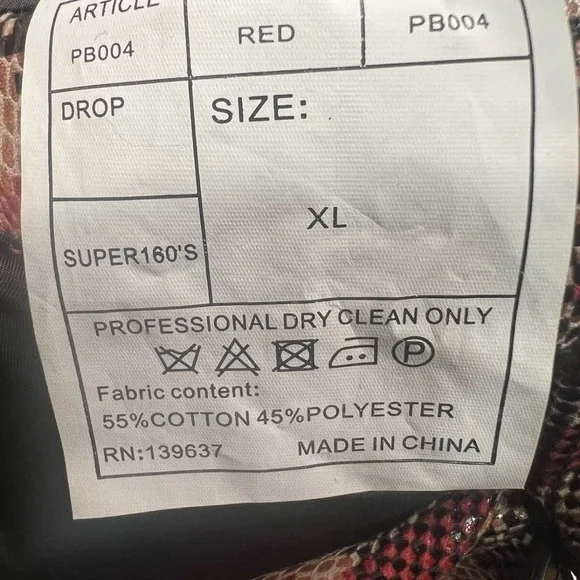 ARTICLE
PB004
RED
PB004
DROP
SIZE:
XL
SUPER160'S
PROFESSIONAL DRY CLEAN ONLY
P
Fabric content:
55%COTTON 45%POLYESTER
RN:139637 MADE IN CHINA